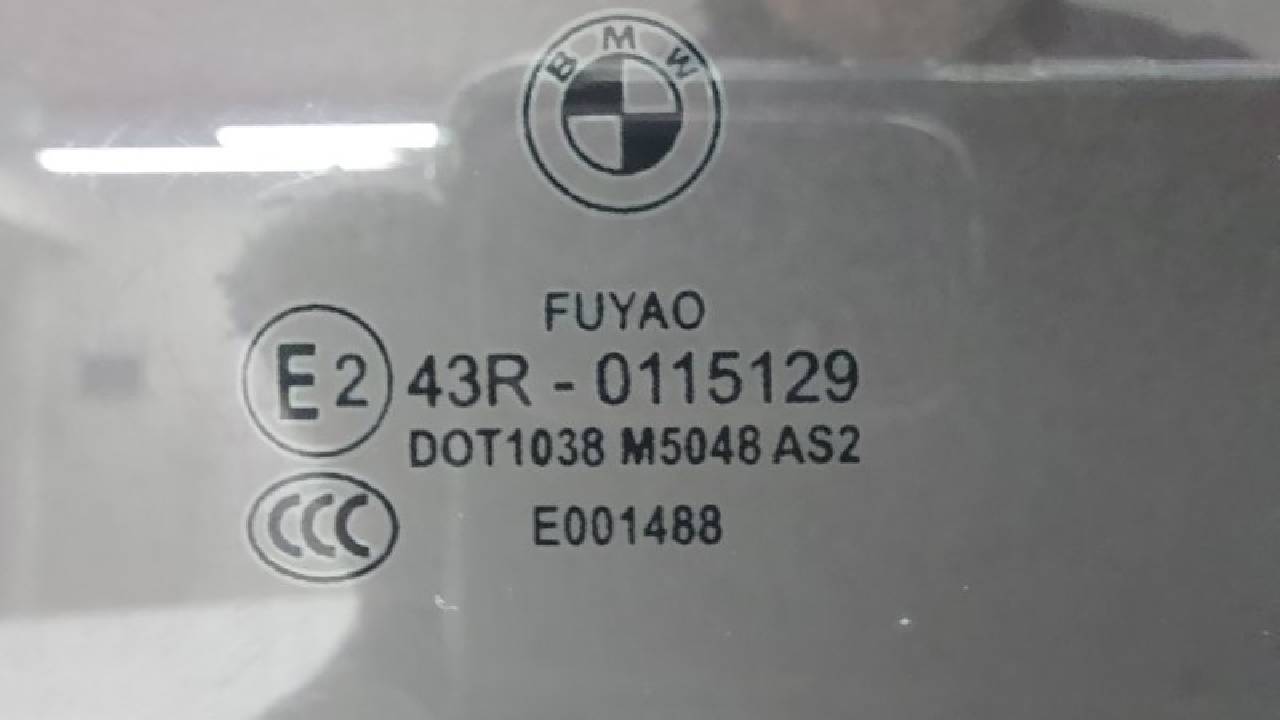 BMW
FUYAO
E2 43R - 0115129
DOT1038 M5048 AS2
CCC E001488